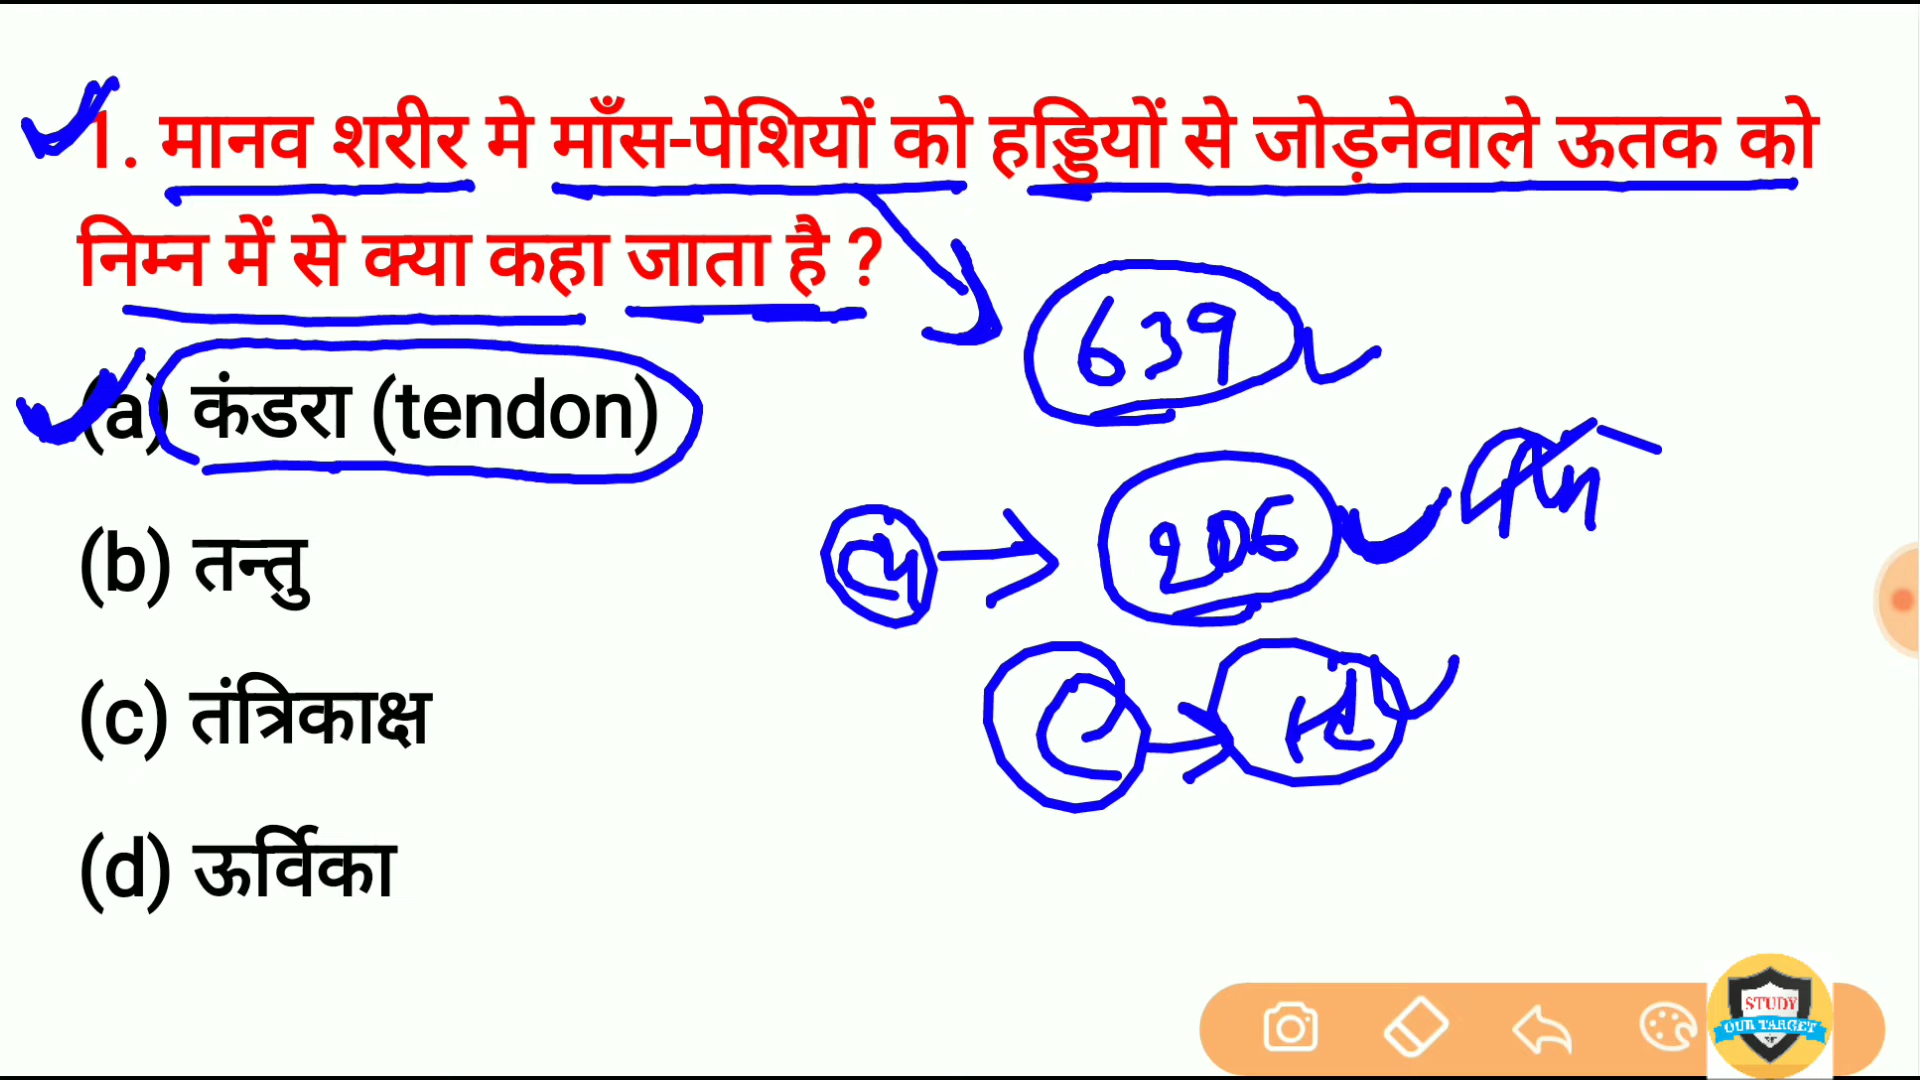 1. मानव शरीर मे माँस-पेशियों को हड्डियों से जोड़नेवाले ऊतक को
निम्न में से क्या कहा जाता है ?
639
(a) कंडरा (tendon)
206
(b) तन्तु
(c) तंत्रिकाक्ष
(d) ऊर्विका
STUDY
OUR TARGET